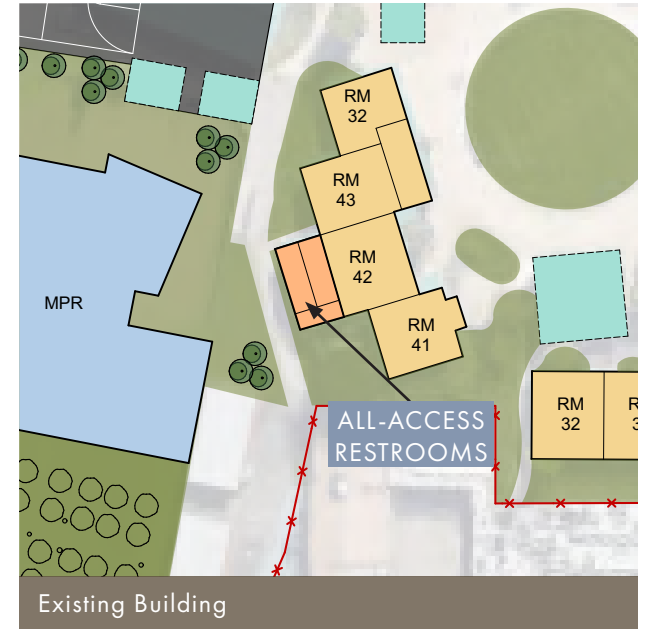 RM
32
RM
43
RM
42
MPR
RM
41
RM
32
ALL-ACCESS
RESTROOMS
Existing Building